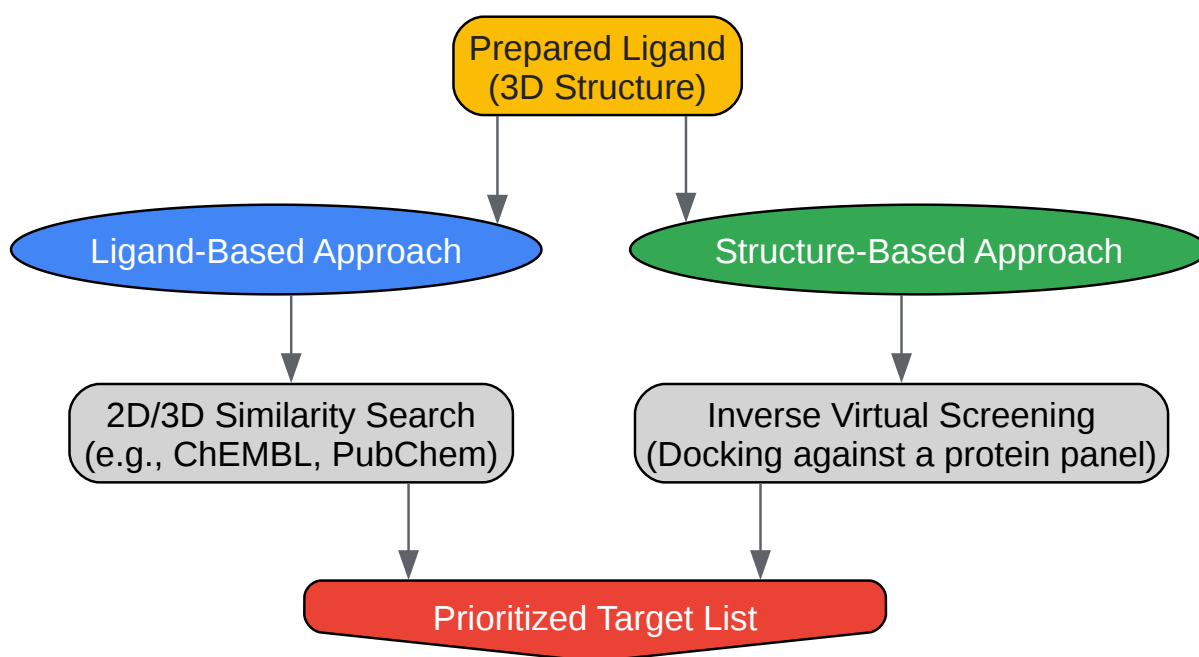 Prepared Ligand
(3D Structure)
Ligand-Based Approach
Structure-Based Approach
2D/3D Similarity Search
(e.g., ChEMBL, PubChem)
Inverse Virtual Screening
(Docking against a protein panel)
Prioritized Target List